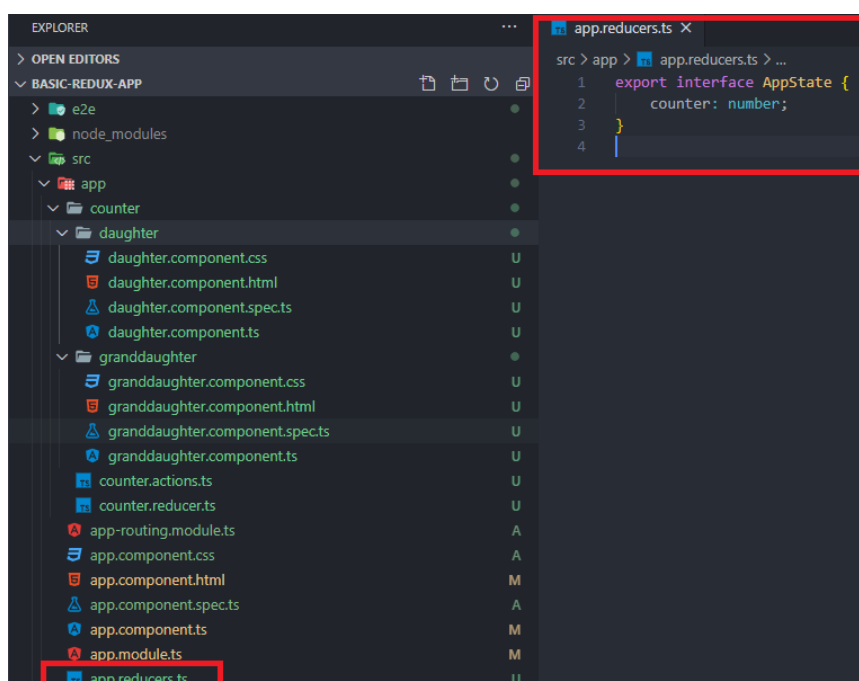 EXPLORER
OPEN EDITORS
BASIC-REDUX-APP
e2e
node_modules
src
app
counter
daughter
daughter.component.css U
daughter.component.html U
daughter.component.spec.ts U
daughter.component.ts U
granddaughter
granddaughter.component.css U
granddaughter.component.html U
granddaughter.component.spec.ts U
granddaughter.component.ts U
counter.actions.ts U
counter.reducer.ts U
app-routing.module.ts A
app.component.css A
app.component.html M
app.component.spec.ts A
app.component.ts M
app.module.ts M
app.reducers.ts U
app.reducers.ts
src > app > app.reducers.ts > ...
1 export interface AppState {
2 counter: number;
3 }
4